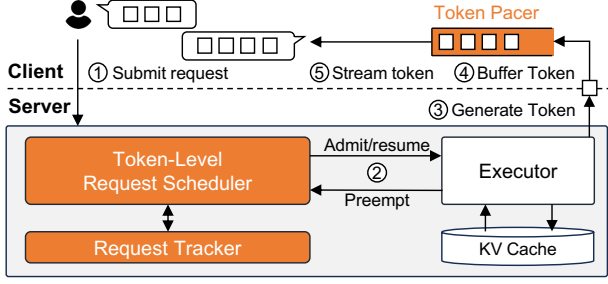 Token Pacer
Client
① Submit request
⑤ Stream token
④ Buffer Token
Server
③ Generate Token
Token-Level
Request Scheduler
Admit/resume
②
Preempt
Executor
Request Tracker
KV Cache